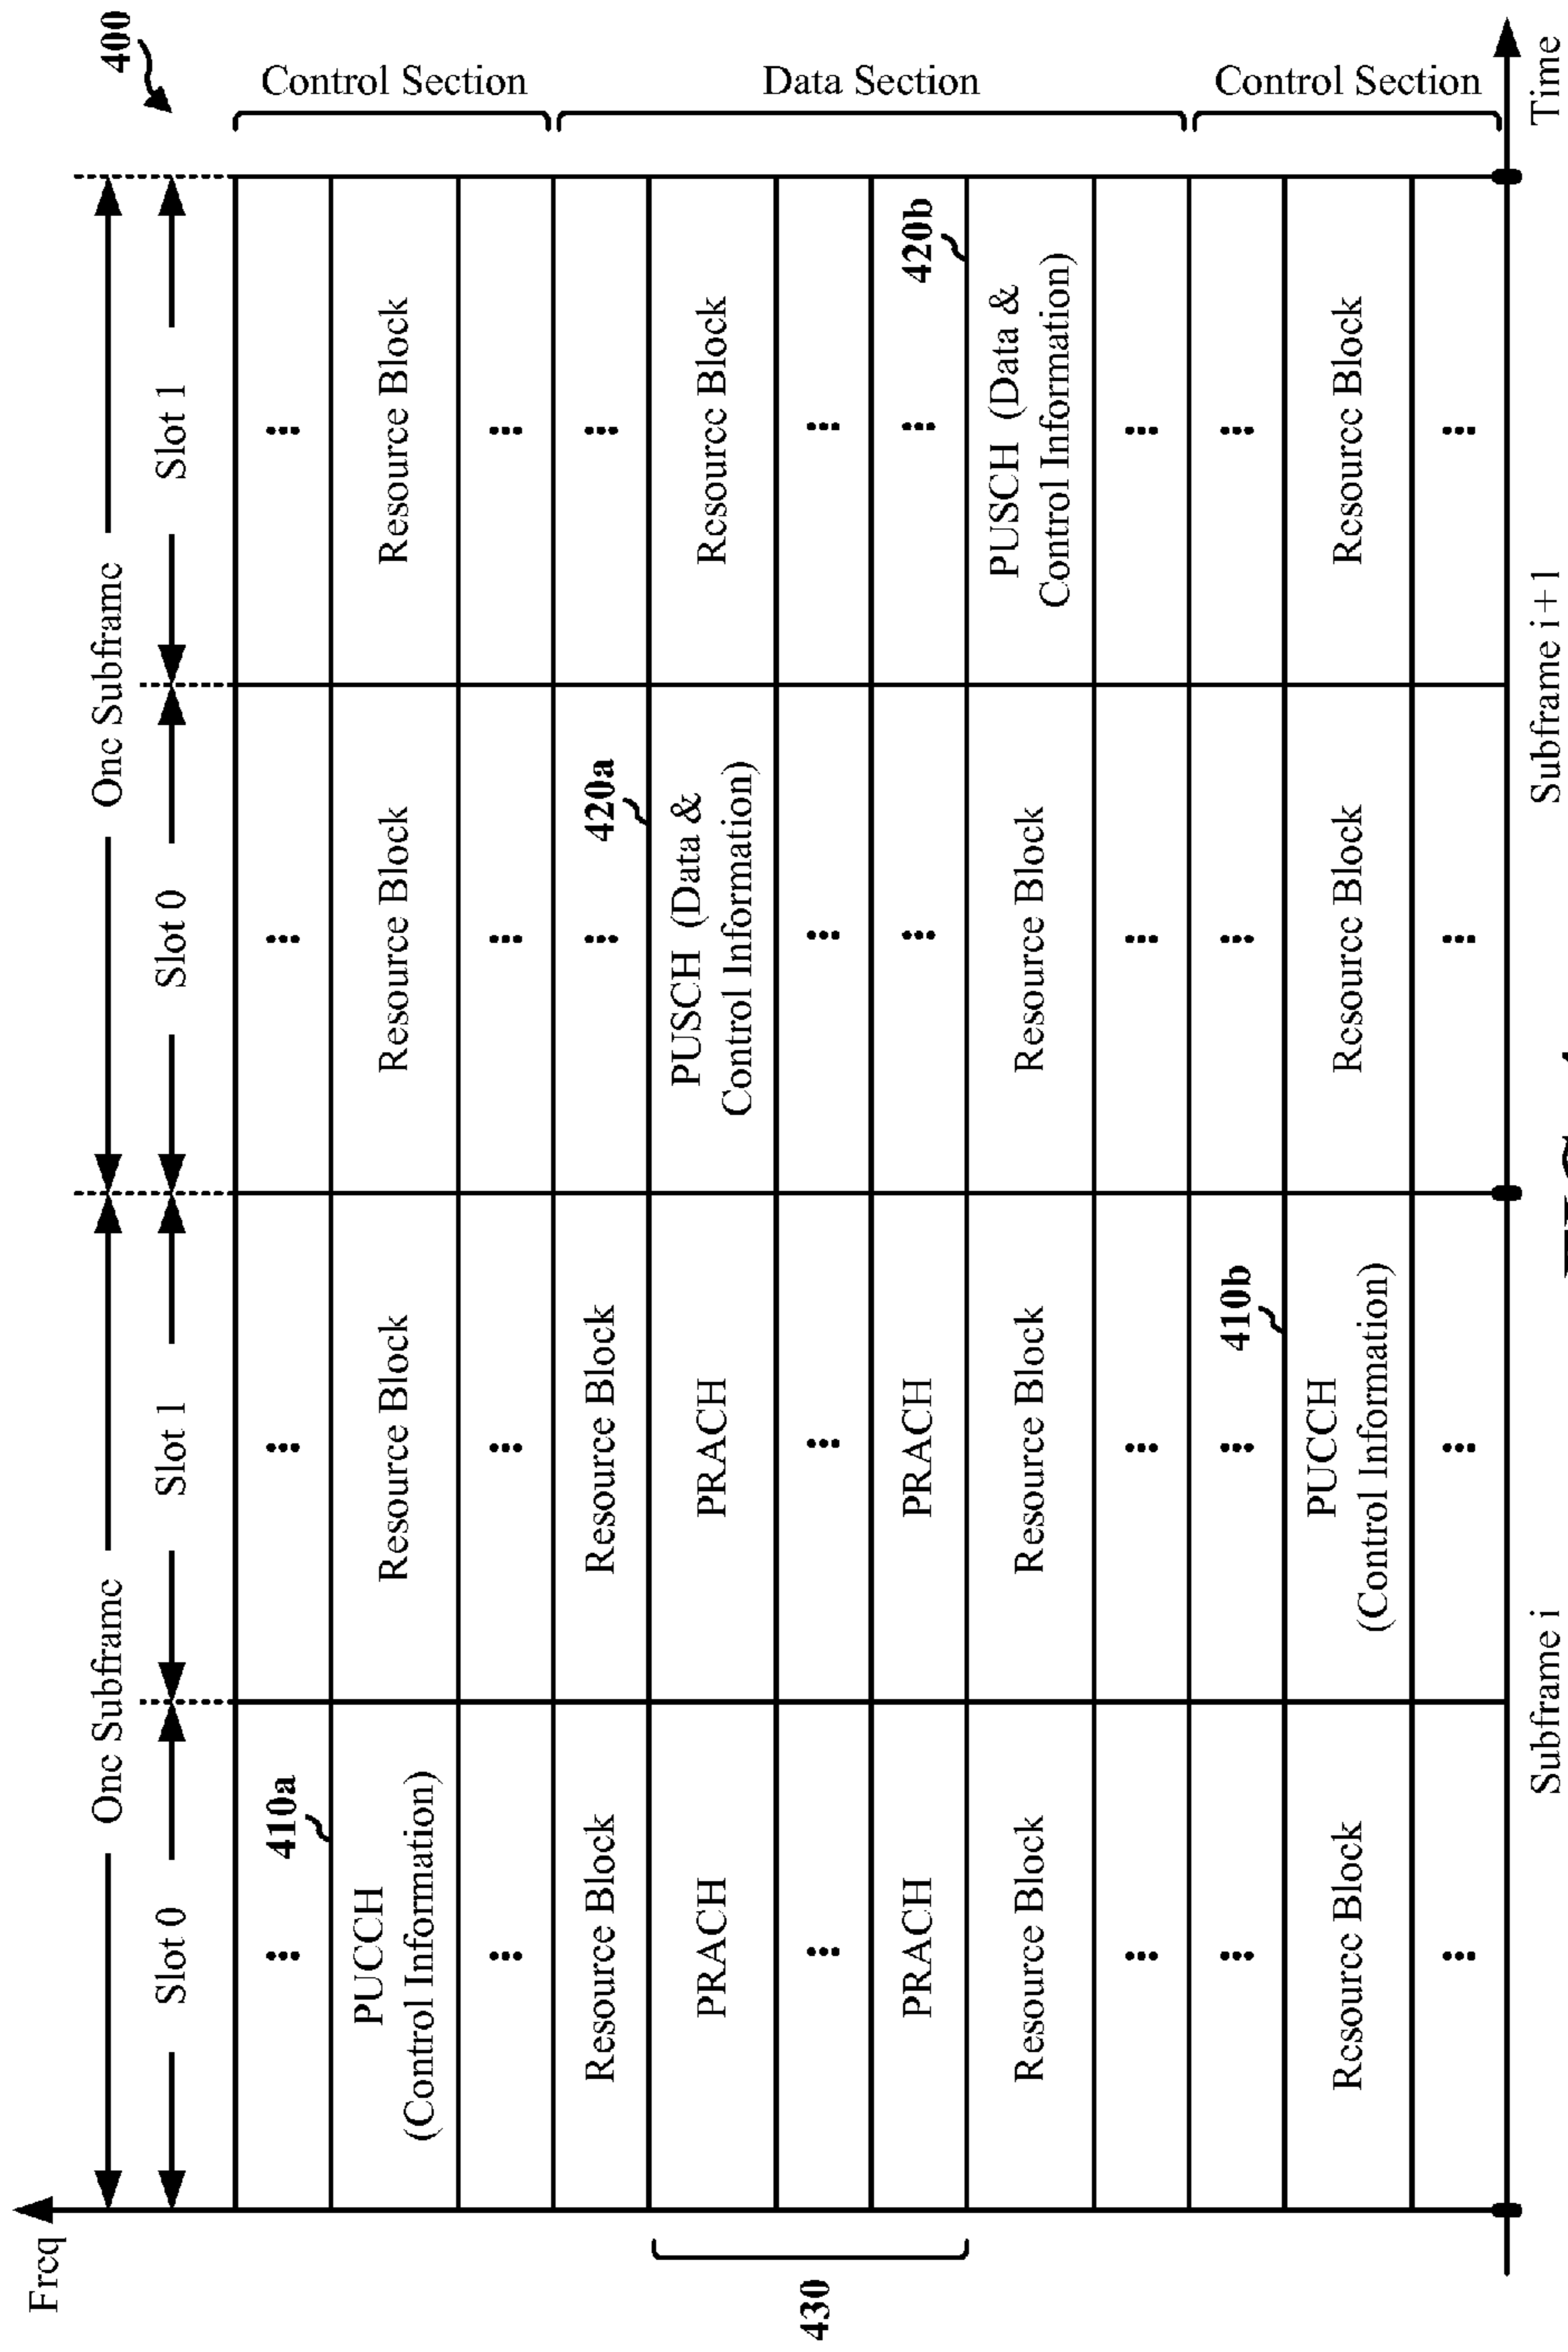 400
Freq
One Subframe
One Subframe
Slot 0
Slot 1
Slot 0
Slot 1
... 410a
...
...
...
Control Section
PUCCH
(Control Information)
Resource Block
Resource Block
Resource Block
...
...
...
...
Resource Block
Resource Block
... 420a
...
Data Section
430
PRACH
PRACH
PUSCH (Data &
Control Information)
Resource Block
...
...
...
...
PRACH
PRACH
...
... 420b
Resource Block
Resource Block
Resource Block
PUSCH (Data &
Control Information)
...
...
...
...
...
... 410b
...
...
Control Section
Resource Block
PUCCH
(Control Information)
Resource Block
Resource Block
...
...
...
...
Subframe i
Subframe i+1
Time